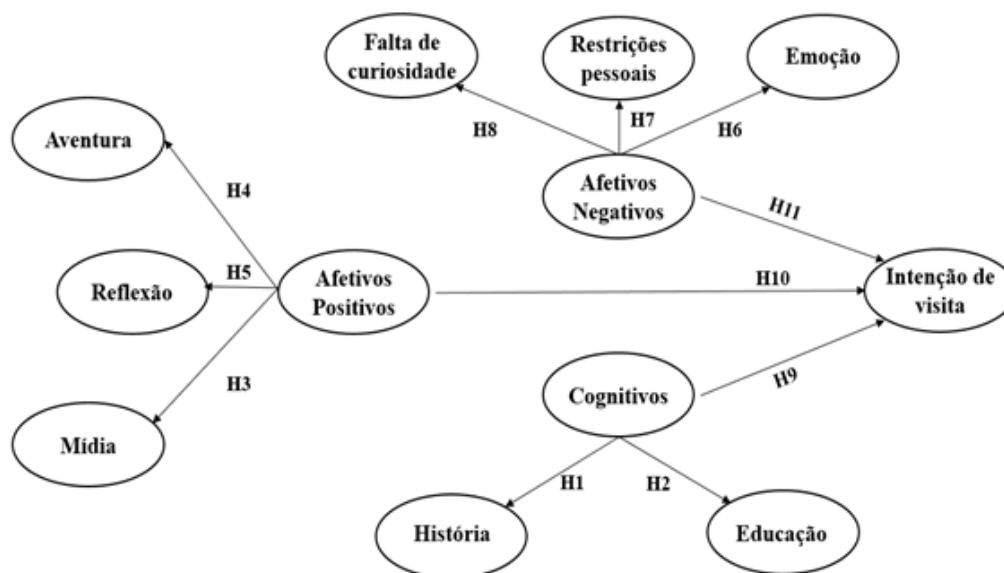 Falta de
curiosidade
Restrições
pessoais
Emoção
H8
H7
H6
Aventura
Afetivos
Negativos
H4
H11
H5
Reflexão
Afetivos
Positivos
H10
Intenção de
visita
H3
H9
Cognitivos
Mídia
H1
H2
História
Educação